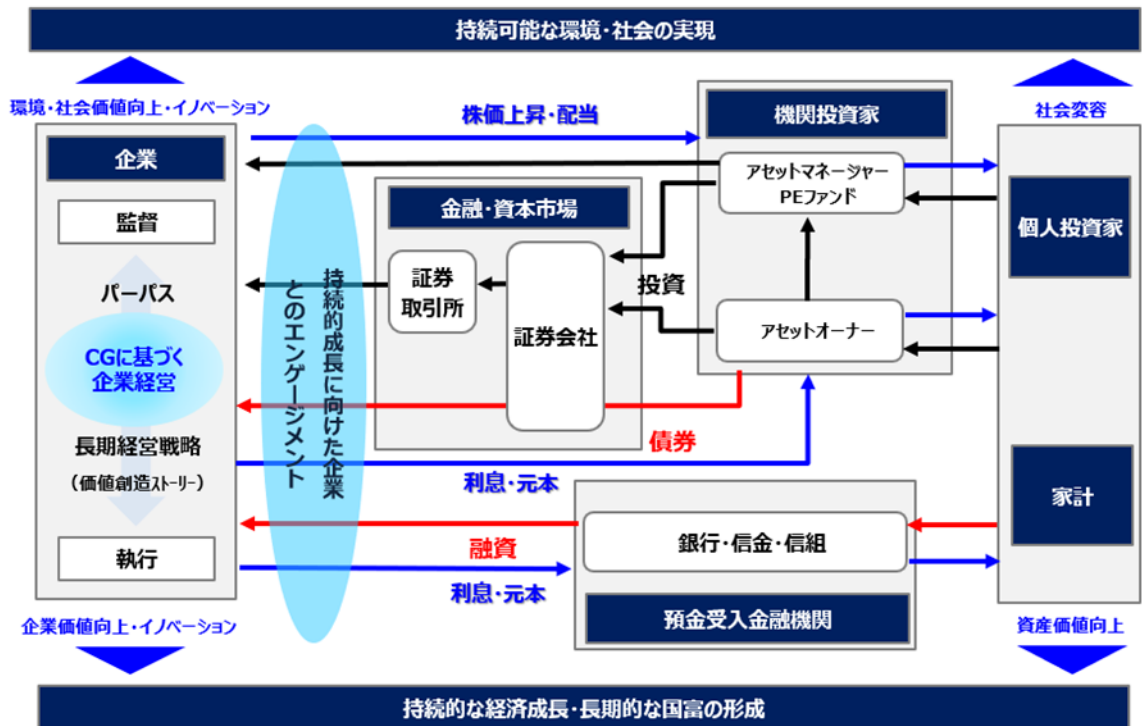 持続可能な環境・社会の実現
環境・社会価値向上・イノベーション
株価上昇・配当
機関投資家
社会変容
企業
監督
パーパス
CGに基づく
企業経営
長期経営戦略
（価値創造ストーリー）
執行
持続的成長に向けた企業
とのエンゲージメント
金融・資本市場
証券
取引所
証券会社
投資
アセットマネージャー
PEファンド
アセットオーナー
個人投資家
家計
債券
利息・元本
融資
利息・元本
銀行・信金・信組
預金受入金融機関
企業価値向上・イノベーション
資産価値向上
持続的な経済成長・長期的な国富の形成